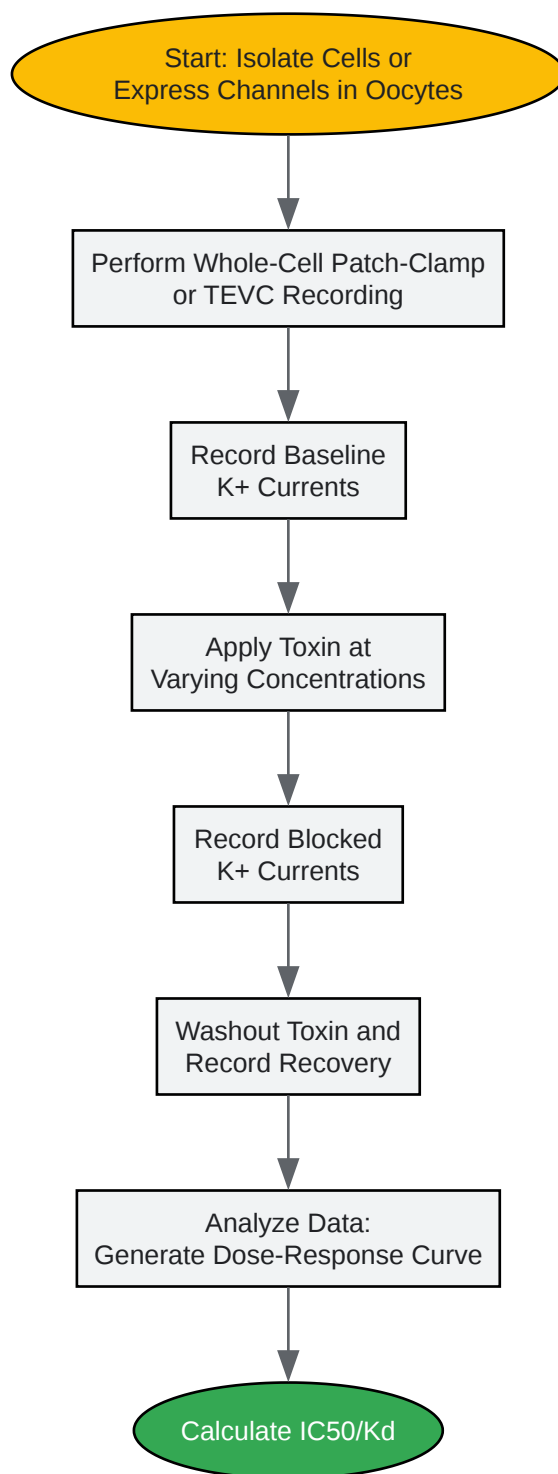 Start: Isolate Cells or
Express Channels in Oocytes
Perform Whole-Cell Patch-Clamp
or TEVC Recording
Record Baseline
K+ Currents
Apply Toxin at
Varying Concentrations
Record Blocked
K+ Currents
Washout Toxin and
Record Recovery
Analyze Data:
Generate Dose-Response Curve
Calculate IC50/Kd